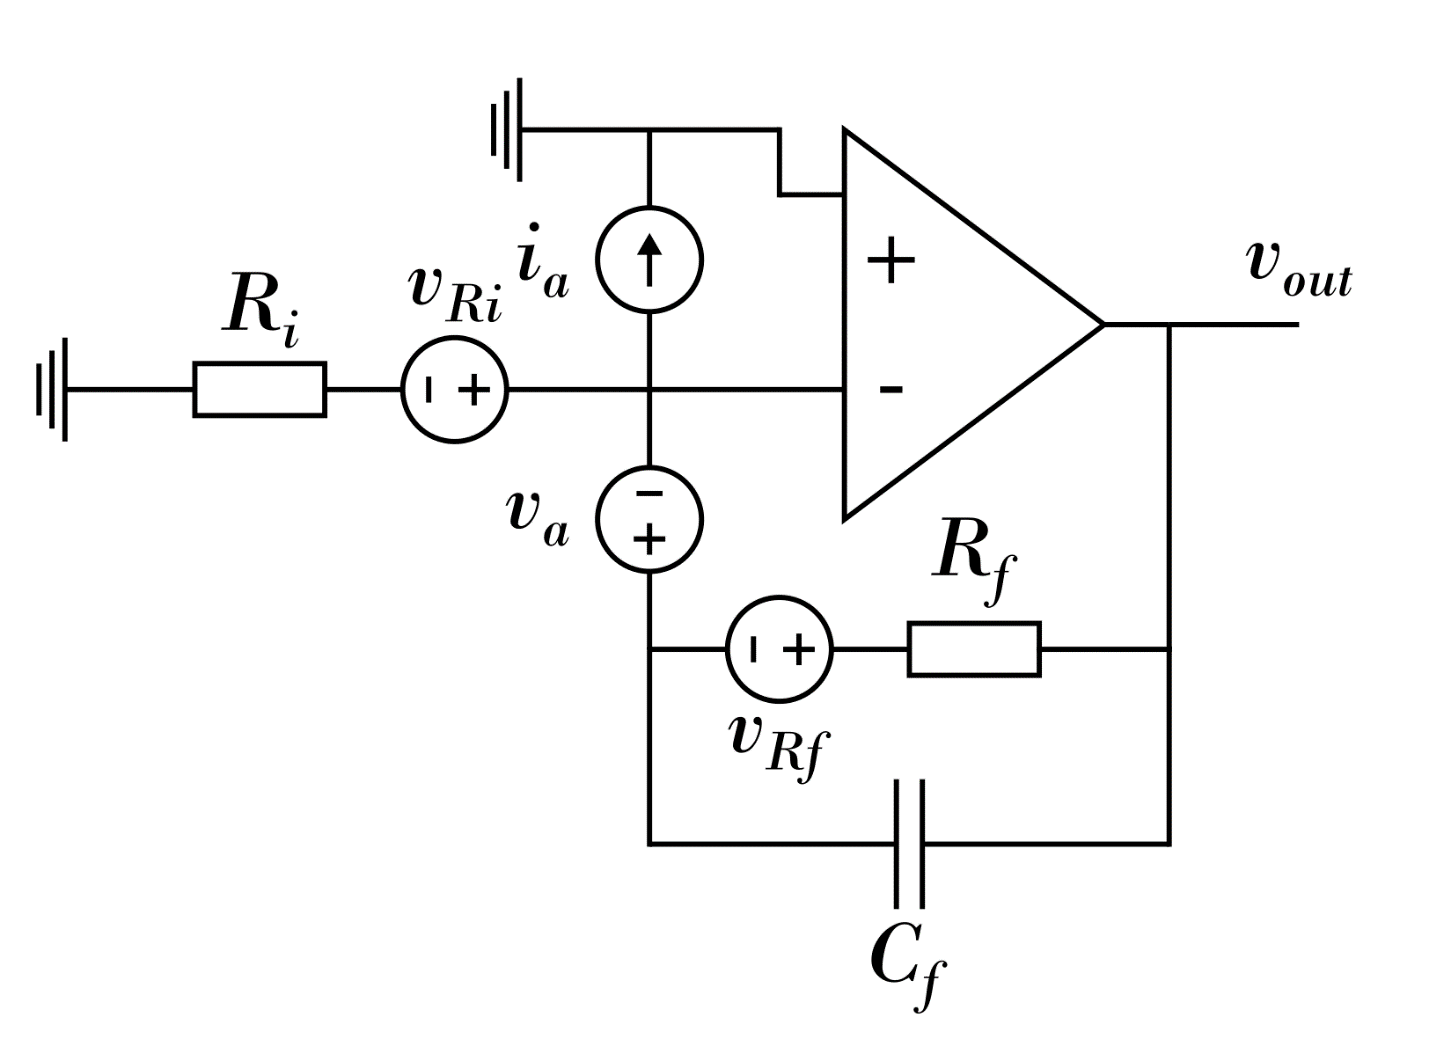 v_out
i_a
v_Ri
R_i
+
- +
-
v_a
-
+
R_f
- +
v_Rf
C_f